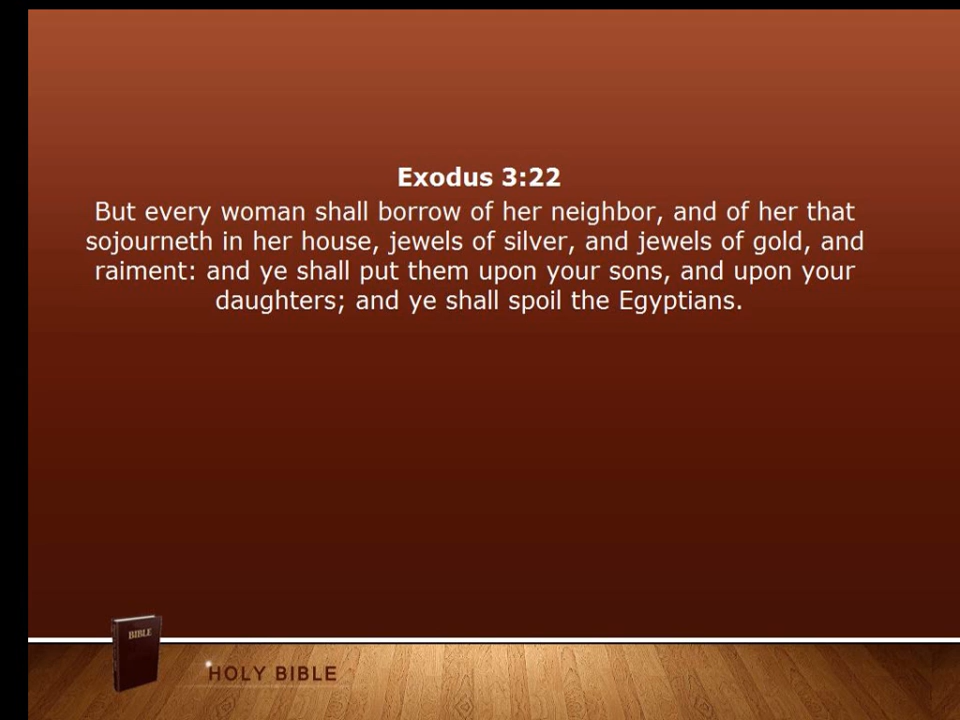 Exodus 3:22
But every woman shall borrow of her neighbor, and of her that
sojourneth in her house, jewels of silver, and jewels of gold, and
raiment: and ye shall put them upon your sons, and upon your
daughters; and ye shall spoil the Egyptians.
BIBLE
HOLY BIBLE